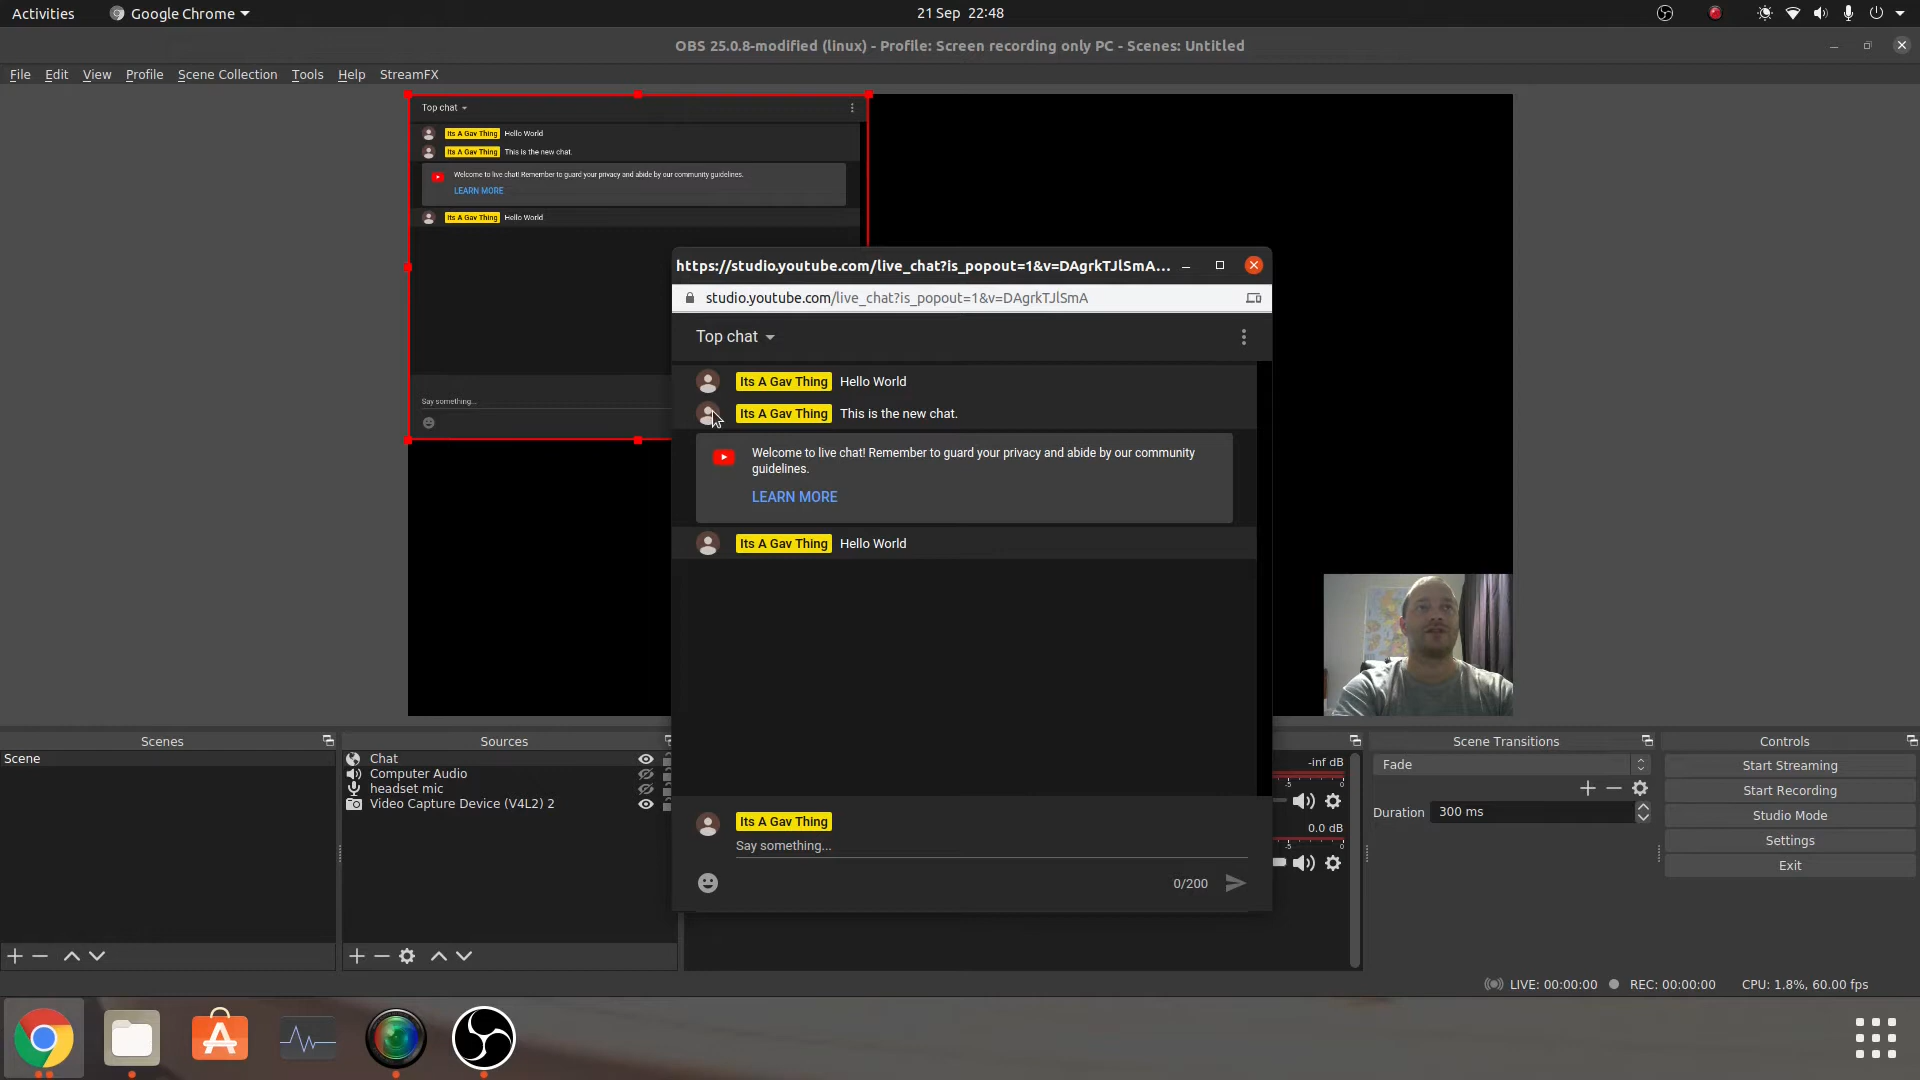 Activities
Google Chrome
21 Sep 22:48
OBS 25.0.8-modified (linux) - Profile: Screen recording only PC - Scenes: Untitled
File Edit View Profile Scene Collection Tools Help StreamFX
Top chat
Its A Gav Thing Hello World
Its A Gav Thing This is the new chat.
Welcome to live chat! Remember to guard your privacy and abide by our community guidelines.
LEARN MORE
Its A Gav Thing Hello World
Say something...
https://studio.youtube.com/live_chat?is_popout=1&v=DAgrkTJlSmA...
studio.youtube.com/live_chat?is_popout=1&v=DAgrkTJlSmA
Top chat
Its A Gav Thing Hello World
Its A Gav Thing This is the new chat.
Welcome to live chat! Remember to guard your privacy and abide by our community
guidelines.
LEARN MORE
Its A Gav Thing Hello World
Its A Gav Thing
Say something...
0/200
Scenes
Scene
Sources
Chat
Computer Audio
headset mic
Video Capture Device (V4L2) 2
-inf dB
-5 0
0.0 dB
-5 0
Scene Transitions
Fade
Duration 300 ms
Controls
Start Streaming
Start Recording
Studio Mode
Settings
Exit
LIVE: 00:00:00 REC: 00:00:00 CPU: 1.8%, 60.00 fps